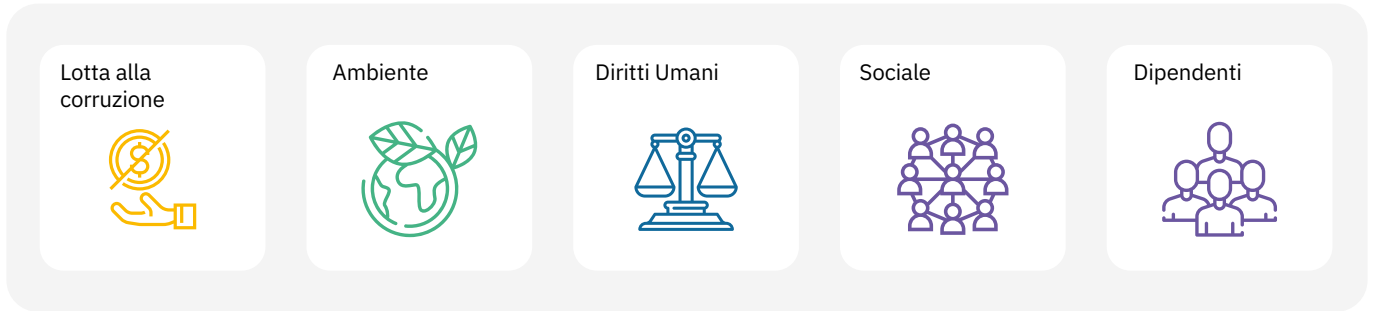 Lotta alla
corruzione
Ambiente
Diritti Umani
Sociale
Dipendenti